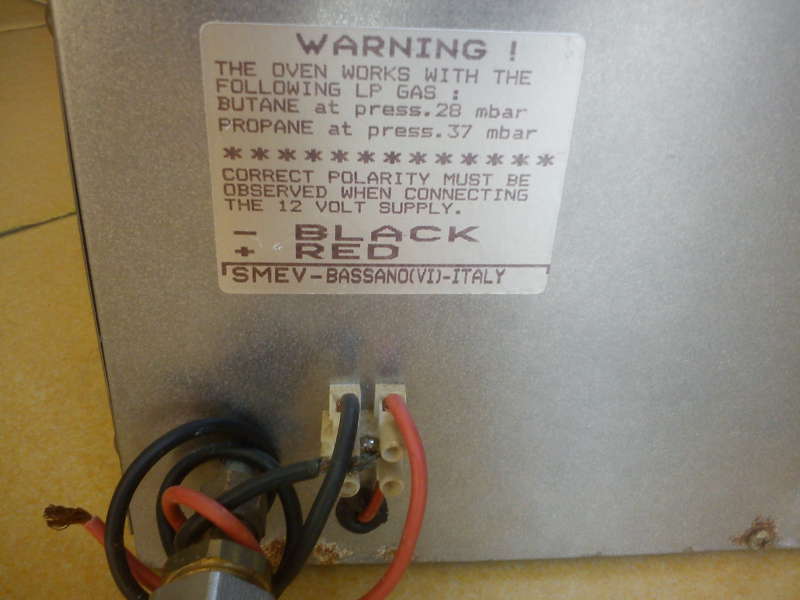 WARNING !
THE OVEN WORKS WITH THE
FOLLOWING LP GAS :
BUTANE at press.28 mbar
PROPANE at press.37 mbar
*************
CORRECT POLARITY MUST BE
OBSERVED WHEN CONNECTING
THE 12 VOLT SUPPLY.
- BLACK
+ RED
SMEV-BASSANO(VI)-ITALY